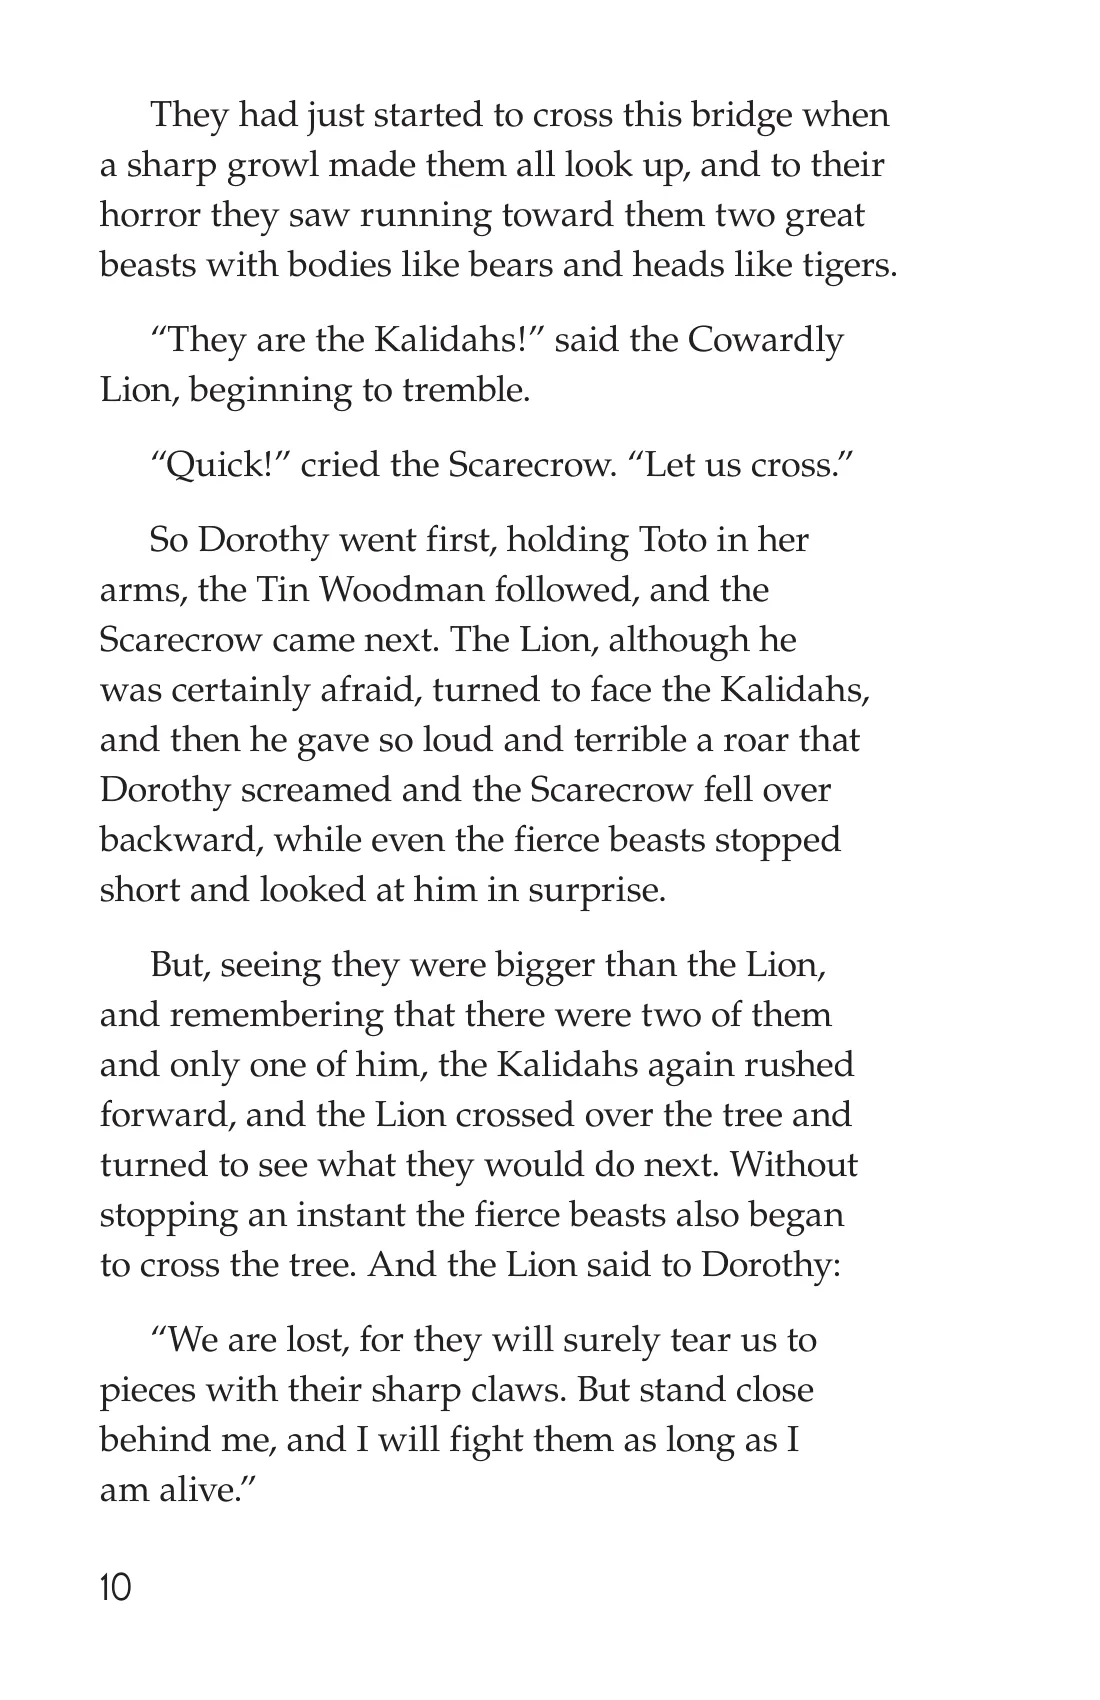 They had just started to cross this bridge when
a sharp growl made them all look up, and to their
horror they saw running toward them two great
beasts with bodies like bears and heads like tigers.
“They are the Kalidahs!” said the Cowardly
Lion, beginning to tremble.
“Quick!” cried the Scarecrow. “Let us cross.”
So Dorothy went first, holding Toto in her
arms, the Tin Woodman followed, and the
Scarecrow came next. The Lion, although he
was certainly afraid, turned to face the Kalidahs,
and then he gave so loud and terrible a roar that
Dorothy screamed and the Scarecrow fell over
backward, while even the fierce beasts stopped
short and looked at him in surprise.
But, seeing they were bigger than the Lion,
and remembering that there were two of them
and only one of him, the Kalidahs again rushed
forward, and the Lion crossed over the tree and
turned to see what they would do next. Without
stopping an instant the fierce beasts also began
to cross the tree. And the Lion said to Dorothy:
“We are lost, for they will surely tear us to
pieces with their sharp claws. But stand close
behind me, and I will fight them as long as I
am alive.”
10